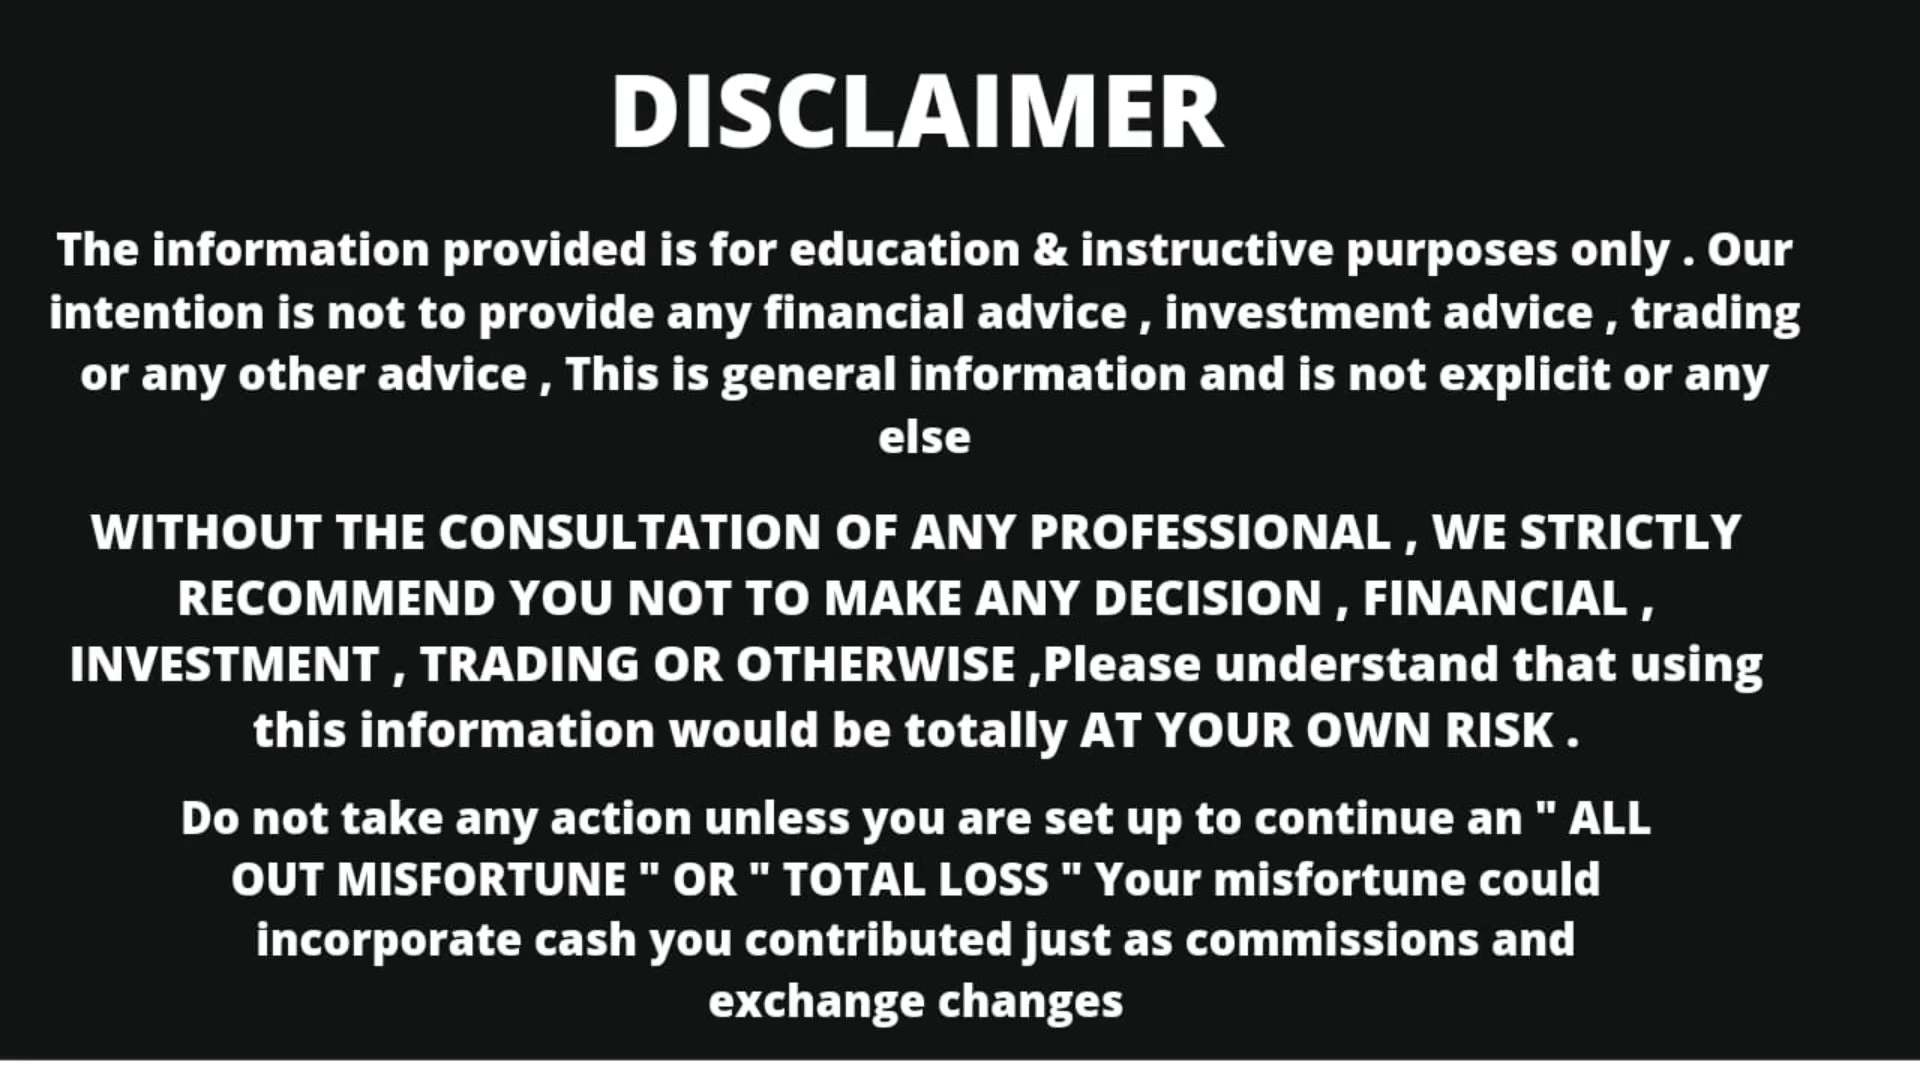 DISCLAIMER
The information provided is for education & instructive purposes only . Our
intention is not to provide any financial advice , investment advice , trading
or any other advice , This is general information and is not explicit or any
else
WITHOUT THE CONSULTATION OF ANY PROFESSIONAL , WE STRICTLY
RECOMMEND YOU NOT TO MAKE ANY DECISION , FINANCIAL ,
INVESTMENT , TRADING OR OTHERWISE ,Please understand that using
this information would be totally AT YOUR OWN RISK .
Do not take any action unless you are set up to continue an " ALL
OUT MISFORTUNE " OR " TOTAL LOSS " Your misfortune could
incorporate cash you contributed just as commissions and
exchange changes